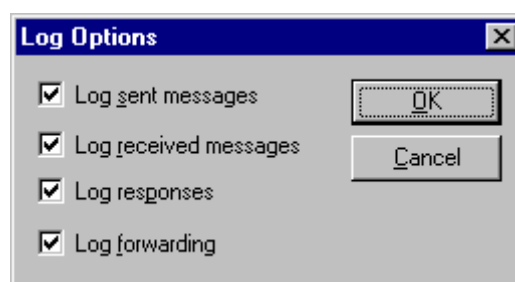 Log Options
Log sent messages
OK
Log received messages
Cancel
Log responses
Log forwarding